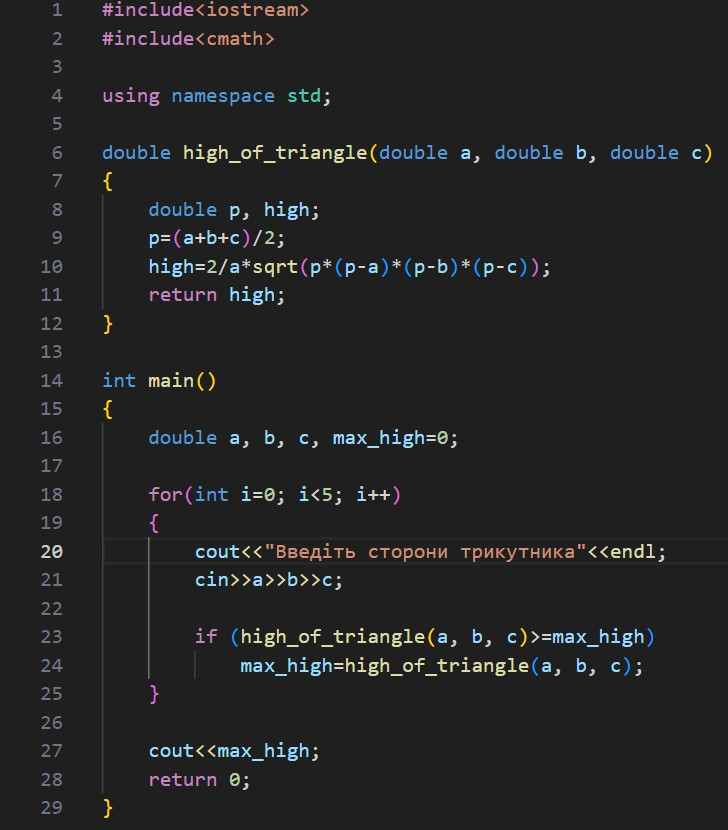 1 #include<iostream>
2 #include<cmath>
3
4 using namespace std;
5
6 double high_of_triangle(double a, double b, double c)
7 {
8 double p, high;
9 p=(a+b+c)/2;
10 high=2/a*sqrt(p*(p-a)*(p-b)*(p-c));
11 return high;
12 }
13
14 int main()
15 {
16 double a, b, c, max_high=0;
17
18 for(int i=0; i<5; i++)
19 {
20 cout<<"Введіть сторони трикутника"<<endl;
21 cin>>a>>b>>c;
22
23 if (high_of_triangle(a, b, c)>=max_high)
24 max_high=high_of_triangle(a, b, c);
25 }
26
27 cout<<max_high;
28 return 0;
29 }